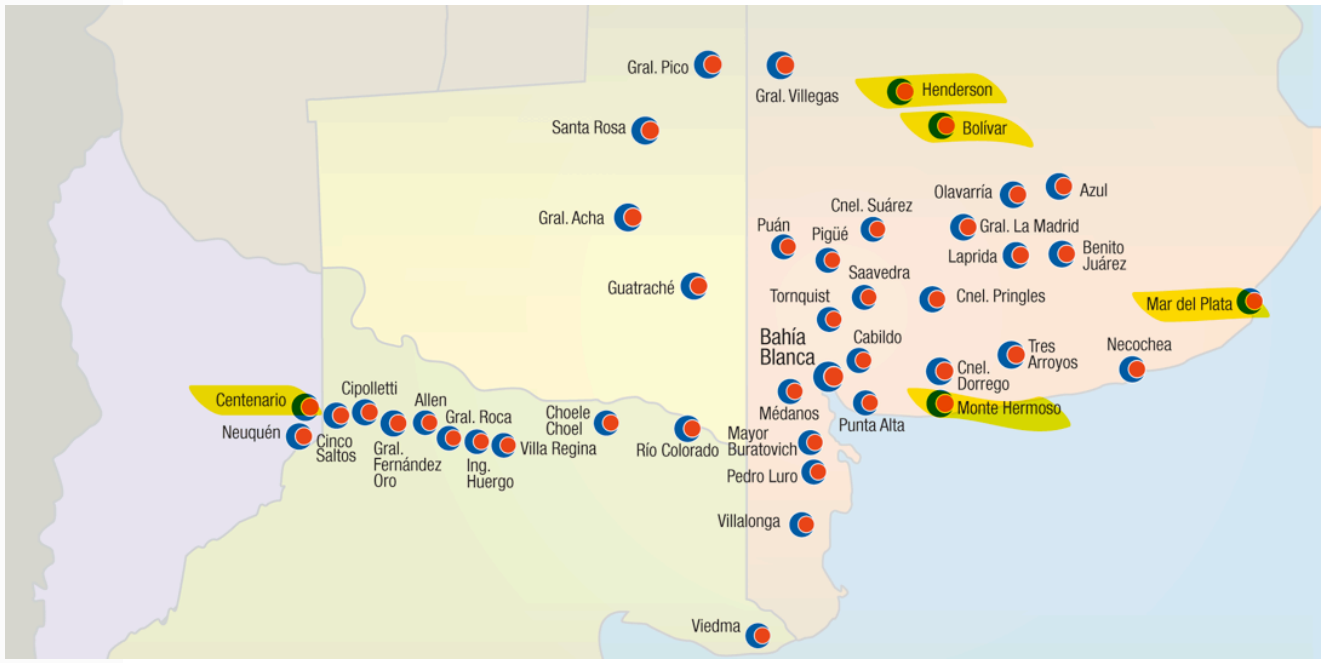 Gral. Pico
Gral. Villegas
Henderson
Bolívar
Santa Rosa
Olavarría
Azul
Cnel. Suárez
Gral. Acha
Puán
Pigüé
Gral. La Madrid
Laprida
Benito
Juárez
Saavedra
Guatraché
Tornquist
Cnel. Pringles
Mar del Plata
Bahía
Blanca
Cabildo
Tres
Arroyos
Necochea
Cnel.
Dorrego
Centenario
Cipolletti
Allen
Gral. Roca
Choele
Choel
Médanos
Punta Alta
Monte Hermoso
Neuquén
Cinco
Saltos
Gral.
Fernández
Oro
Ing.
Huergo
Villa Regina
Río Colorado
Mayor
Buratovich
Pedro Luro
Villalonga
Viedma